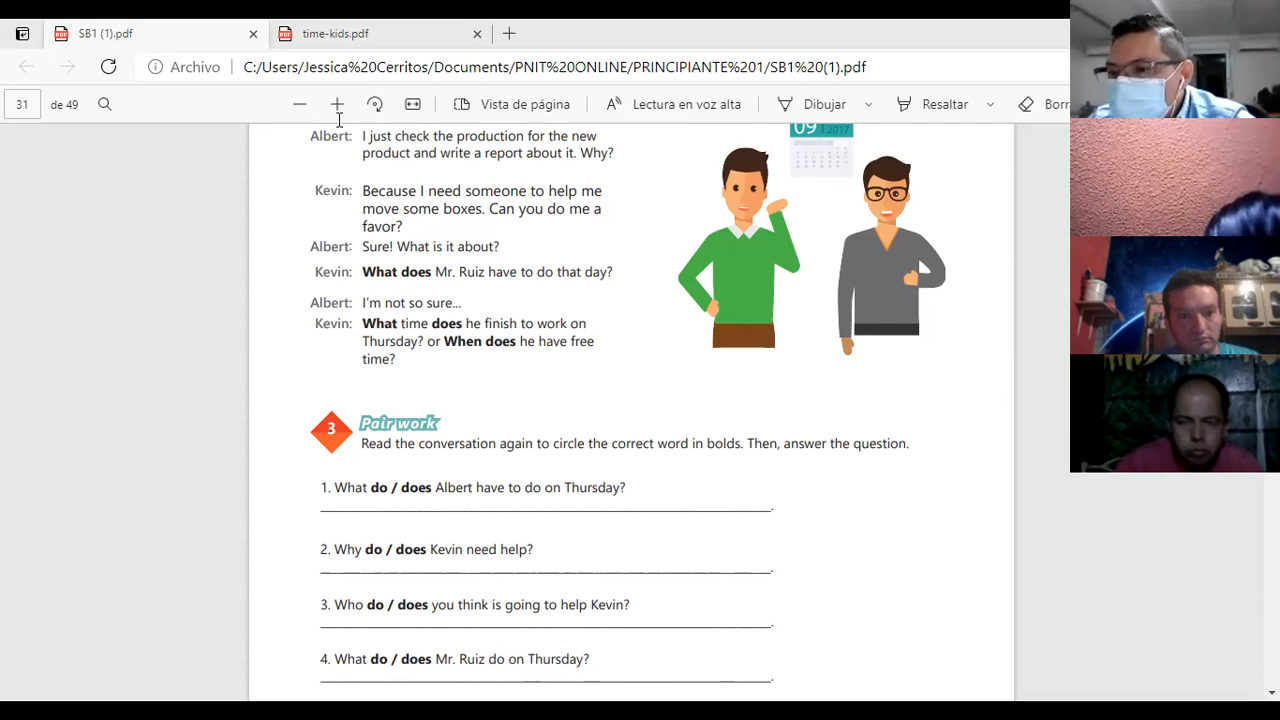 SB1 (1).pdf
time-kids.pdf
Archivo C:/Users/Jessica%20Cerritos/Documents/PNIT%20ONLINE/PRINCIPIANTE%201/SB1%20(1).pdf
31 de 49 Vista de página Lectura en voz alta Dibujar Resaltar Borr
09 2017
Albert: I just check the production for the new
product and write a report about it. Why?
Kevin: Because I need someone to help me
move some boxes. Can you do me a
favor?
Albert: Sure! What is it about?
Kevin: What does Mr. Ruiz have to do that day?
Albert: I'm not so sure...
Kevin: What time does he finish to work on
Thursday? or When does he have free
time?
3 Pair work
Read the conversation again to circle the correct word in bolds. Then, answer the question.
1. What do / does Albert have to do on Thursday?
2. Why do / does Kevin need help?
3. Who do / does you think is going to help Kevin?
4. What do / does Mr. Ruiz do on Thursday?